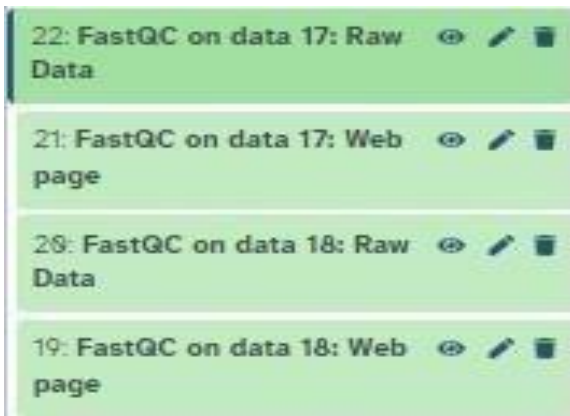 22: FastQC on data 17: Raw
Data
21: FastQC on data 17: Web
page
20: FastQC on data 18: Raw
Data
19: FastQC on data 18: Web
page